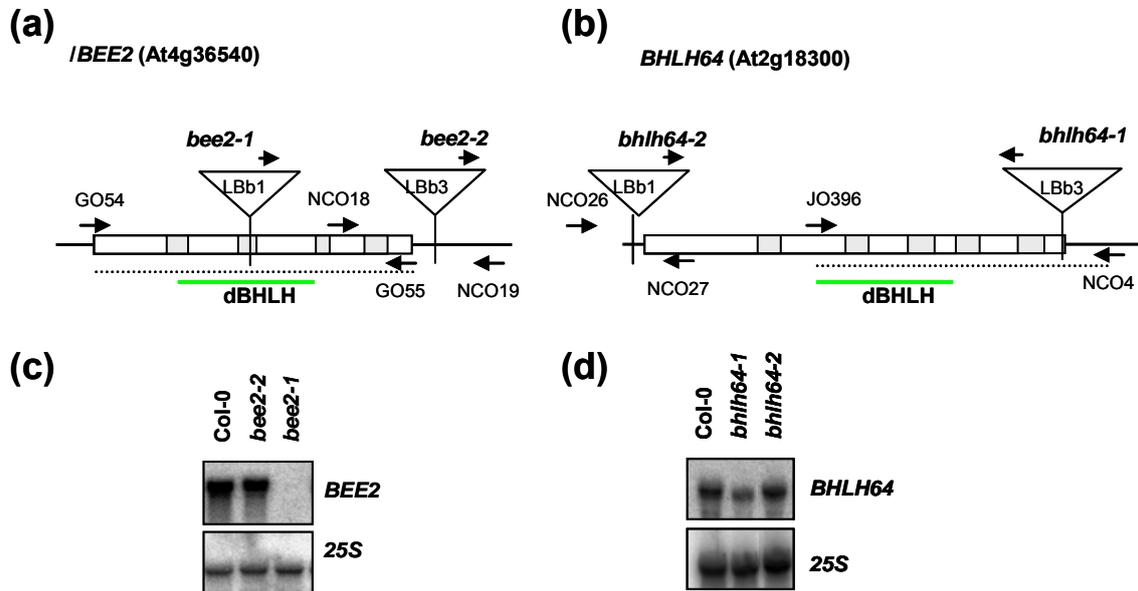 (a)
/BEE2 (At4g36540)
bee2-1
bee2-2
LBb1
LBb3
GO54
NCO18
GO55
NCO19
dBHLH
(b)
BHLH64 (At2g18300)
bhlh64-2
bhlh64-1
LBb1
LBb3
NCO26
JO396
NCO27
NCO4
dBHLH
(c)
Col-0
bee2-2
bee2-1
BEE2
25S
(d)
Col-0
bhlh64-1
bhlh64-2
BHLH64
25S